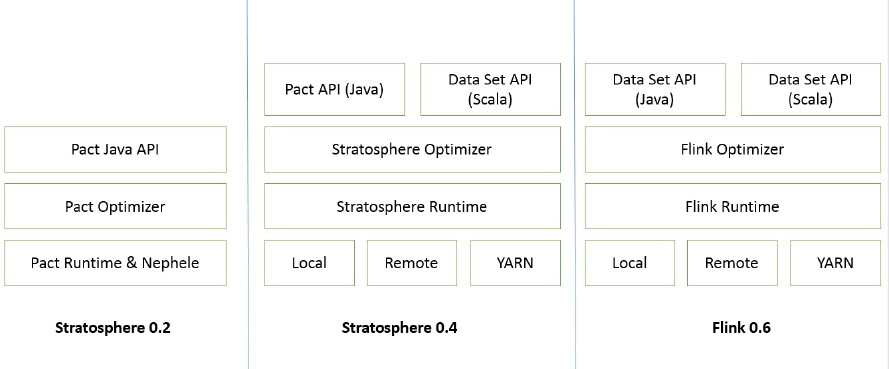 Pact Java API
Pact Optimizer
Pact Runtime & Nephele
Stratosphere 0.2
Pact API (Java)
Data Set API
(Scala)
Stratosphere Optimizer
Stratosphere Runtime
Local
Remote
YARN
Stratosphere 0.4
Data Set API
(Java)
Data Set API
(Scala)
Flink Optimizer
Flink Runtime
Local
Remote
YARN
Flink 0.6